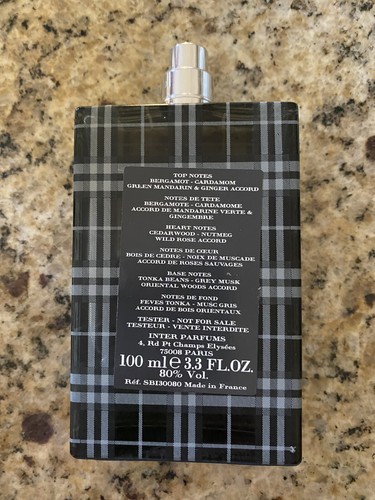 TOP NOTES
BERGAMOT - CARDAMOM
GREEN MANDARIN & GINGER ACCORD
NOTES DE TETE
BERGAMOTE - CARDAMOME
ACCORD DE MANDARINE VERTE &
GINGEMBRE
HEART NOTES
CEDARWOOD - NUTMEG
WILD ROSE ACCORD
NOTES DE CŒUR
BOIS DE CEDRE - NOIX DE MUSCADE
ACCORD DE ROSES SAUVAGES
BASE NOTES
TONKA BEANS - GREY MUSK
ORIENTAL WOODS ACCORD
NOTES DE FOND
FEVES TONKA - MUSC GRIS
ACCORD DE BOIS ORIENTAUX
TESTER - NOT FOR SALE
TESTEUR - VENTE INTERDITE
INTER PARFUMS
4, Rd Pt Champs Elysées
75008 PARIS
100 ml ℮ 3.3 FL.OZ.
80% Vol.
Réf. SBI30080 Made in France